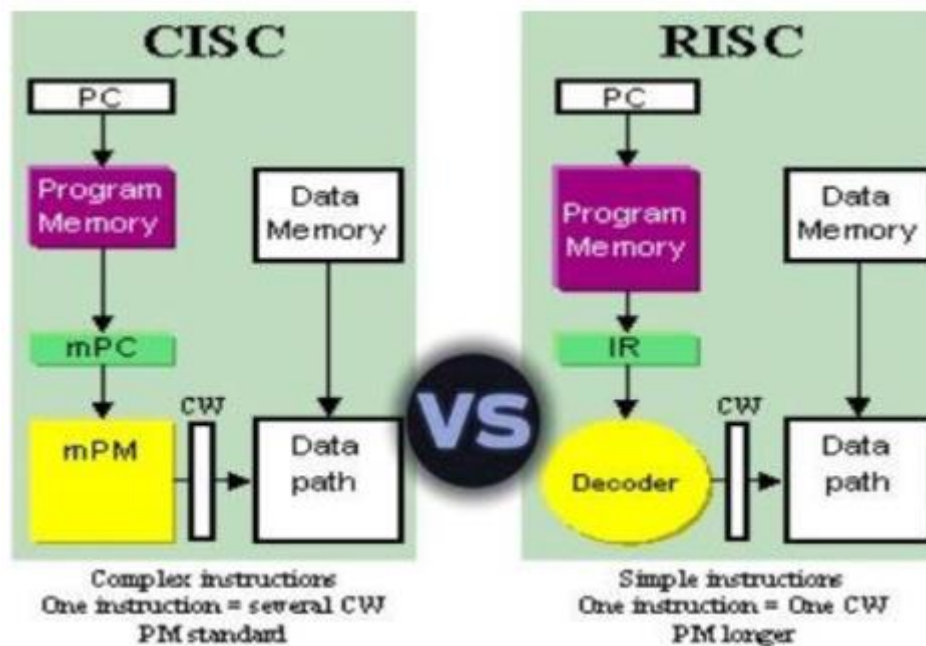 CISC
PC
Program
Memory
Data
Memory
mPC
CW
mPM
Data
path
Complex instructions
One instruction = several CW
PM standard
VS
RISC
PC
Program
Memory
Data
Memory
IR
CW
Decoder
Data
path
Simple instructions
One instruction = One CW
PM longer